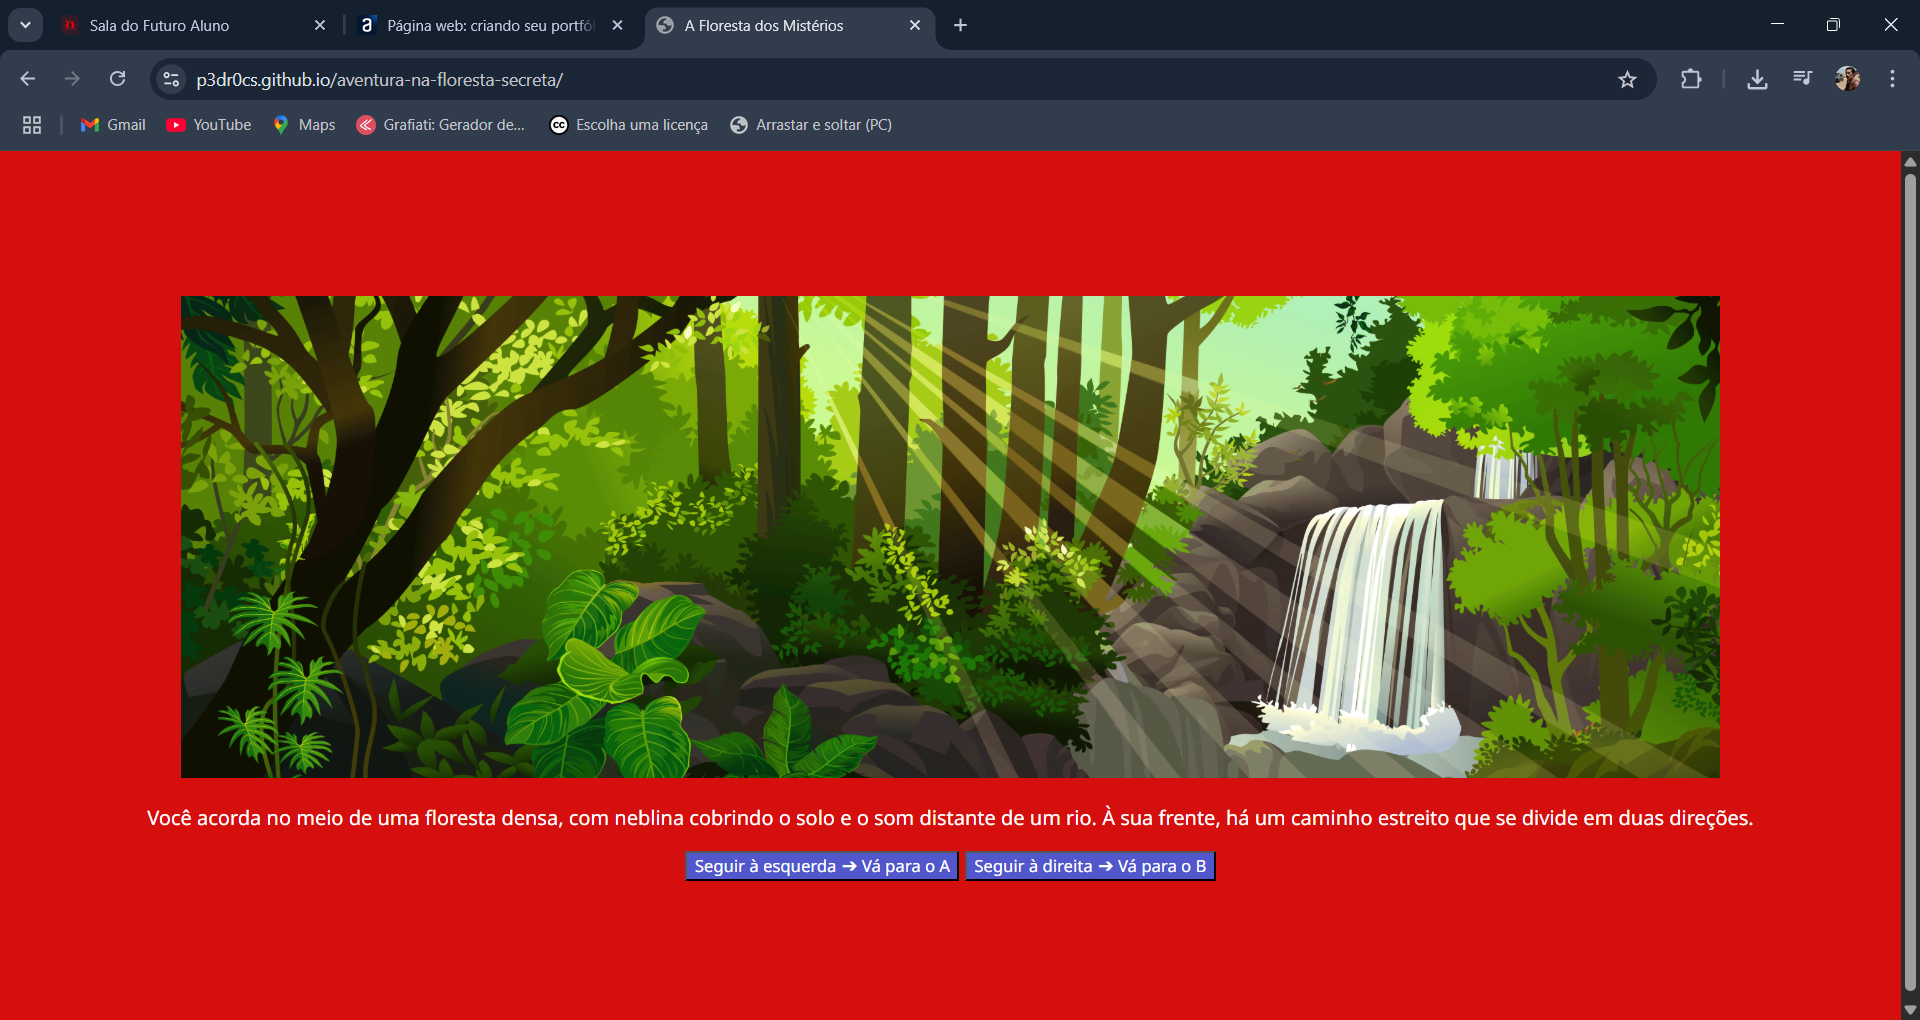 Sala do Futuro Aluno
Página web: criando seu portfól
A Floresta dos Mistérios
p3dr0cs.github.io/aventura-na-floresta-secreta/
Gmail
YouTube
Maps
Grafiati: Gerador de...
cc
Escolha uma licença
Arrastar e soltar (PC)
Você acorda no meio de uma floresta densa, com neblina cobrindo o solo e o som distante de um rio. À sua frente, há um caminho estreito que se divide em duas direções.
Seguir à esquerda ➔ Vá para o A
Seguir à direita ➔ Vá para o B